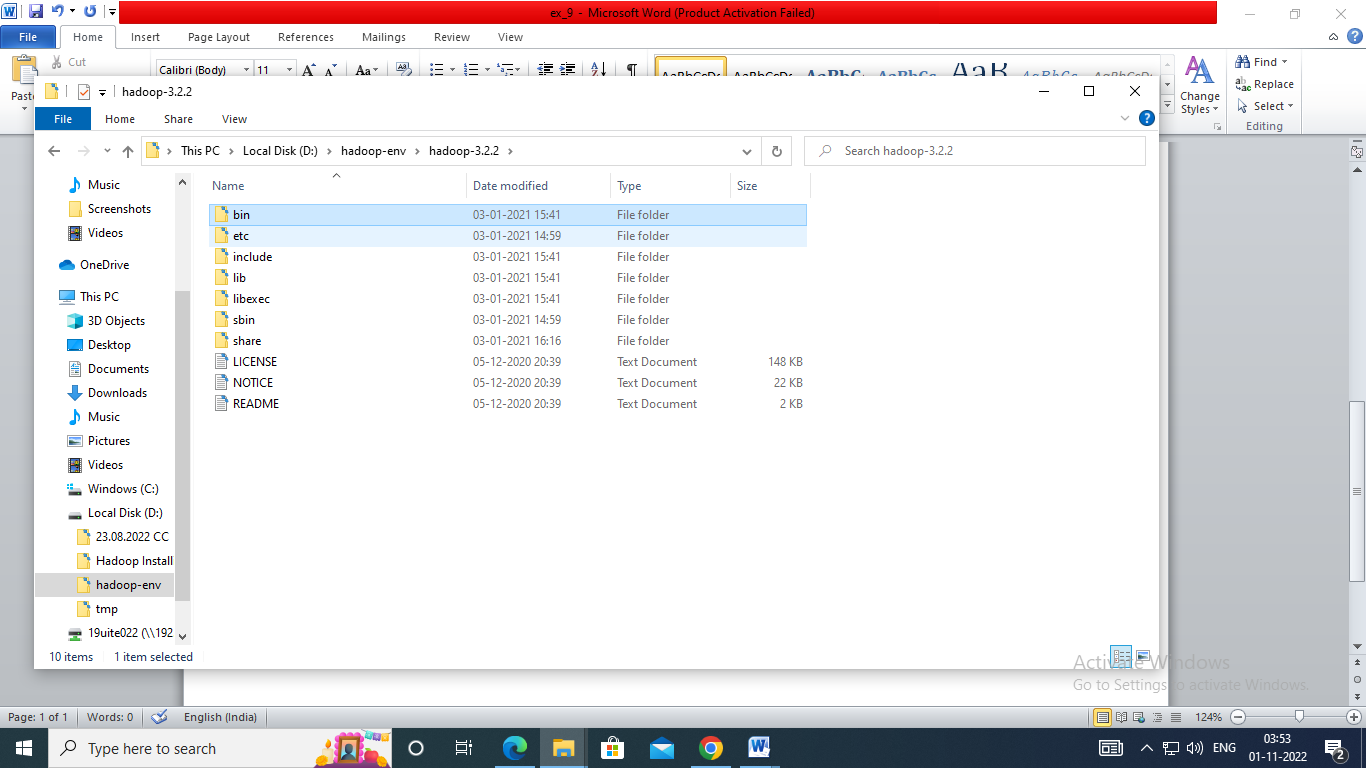 ex_9 - Microsoft Word (Product Activation Failed)
File Home Insert Page Layout References Mailings Review View
Cut
Calibri (Body) 11
Find
Replace
Select
Change Styles
Editing
hadoop-3.2.2
File Home Share View
This PC Local Disk (D:) hadoop-env hadoop-3.2.2
Search hadoop-3.2.2
Music
Screenshots
Videos
OneDrive
This PC
3D Objects
Desktop
Documents
Downloads
Music
Pictures
Videos
Windows (C:)
Local Disk (D:)
23.08.2022 CC
Hadoop Install
hadoop-env
tmp
19uite022 (\\192
Name Date modified Type Size
bin 03-01-2021 15:41 File folder
etc 03-01-2021 14:59 File folder
include 03-01-2021 15:41 File folder
lib 03-01-2021 15:41 File folder
libexec 03-01-2021 15:41 File folder
sbin 03-01-2021 14:59 File folder
share 03-01-2021 16:16 File folder
LICENSE 05-12-2020 20:39 Text Document 148 KB
NOTICE 05-12-2020 20:39 Text Document 22 KB
README 05-12-2020 20:39 Text Document 2 KB
10 items 1 item selected
Activate Windows
Go to Settings to activate Windows.
Page: 1 of 1 Words: 0 English (India) 124%
Type here to search
ENG
03:53
01-11-2022
2